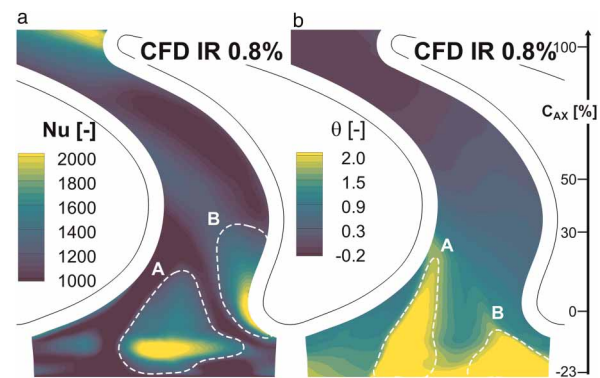 a
CFD IR 0.8%
Nu [-]
2000
1800
1600
1400
1200
1000
A
B
b
CFD IR 0.8%
θ [-]
2.0
1.5
0.9
0.3
-0.2
A
B
100
C_AX [%]
50
30
0
-23